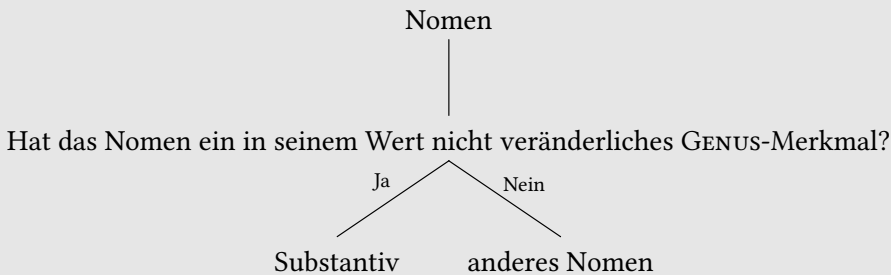 Nomen
Hat das Nomen ein in seinem Wert nicht veränderliches Genus-Merkmal?
Ja
Nein
Substantiv
anderes Nomen